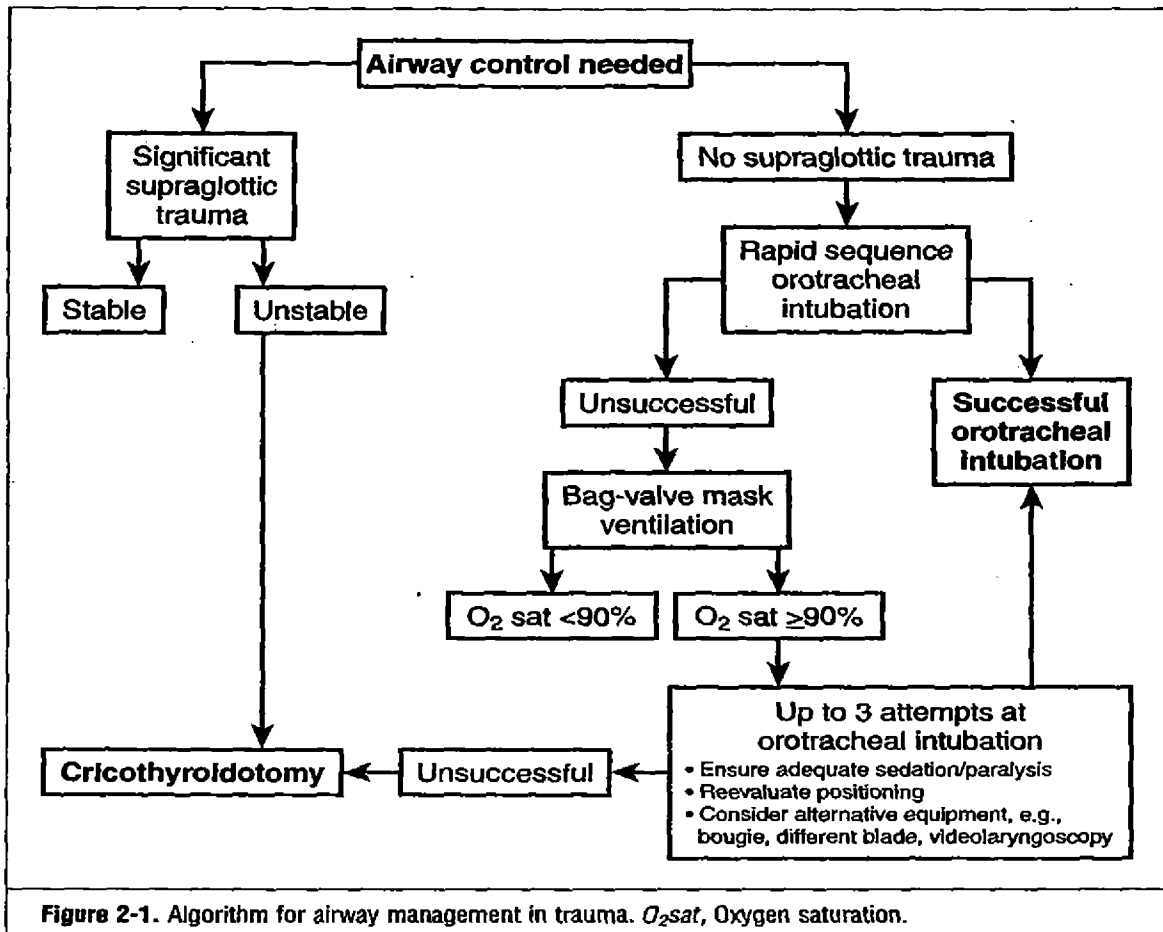 Airway control needed
Significant
supraglottic
trauma
No supraglottic trauma
Stable
Unstable
Rapid sequence
orotracheal
intubation
Unsuccessful
Successful
orotracheal
intubation
Bag-valve mask
ventilation
O₂ sat <90%
O₂ sat ≥90%
Up to 3 attempts at
orotracheal intubation
• Ensure adequate sedation/paralysis
• Reevaluate positioning
• Consider alternative equipment, e.g.,
bougie, different blade, videolaryngoscopy
Unsuccessful
Cricothyroidotomy
Figure 2-1. Algorithm for airway management in trauma. O₂sat, Oxygen saturation.